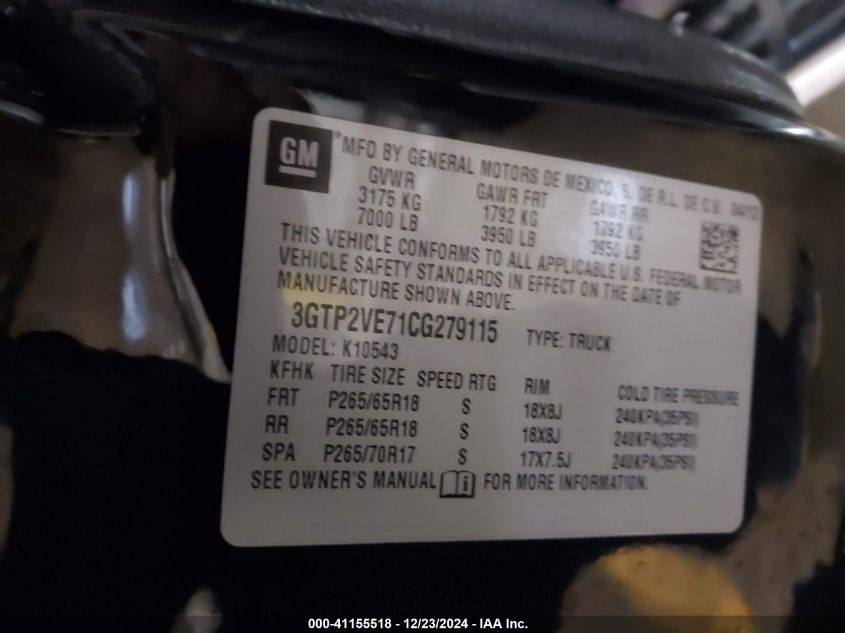 GM
MFD BY GENERAL MOTORS DE MEXICO, S. DE R.L. DE C.V. 04/12
GVWR GAWR FRT GAWR RR
3175 KG 1792 KG 1792 KG
7000 LB 3950 LB 3950 LB
THIS VEHICLE CONFORMS TO ALL APPLICABLE U.S. FEDERAL MOTOR
VEHICLE SAFETY STANDARDS IN EFFECT ON THE DATE OF
MANUFACTURE SHOWN ABOVE.
3GTP2VE71CG279115 TYPE: TRUCK
MODEL: K10543
KFHK TIRE SIZE SPEED RTG RIM COLD TIRE PRESSURE
FRT P265/65R18 S 18X8J 240KPA(35PSI)
RR P265/65R18 S 18X8J 240KPA(35PSI)
SPA P265/70R17 S 17X7.5J 240KPA(35PSI)
SEE OWNER'S MANUAL FOR MORE INFORMATION.
000-41155518 - 12/23/2024 - IAA Inc.